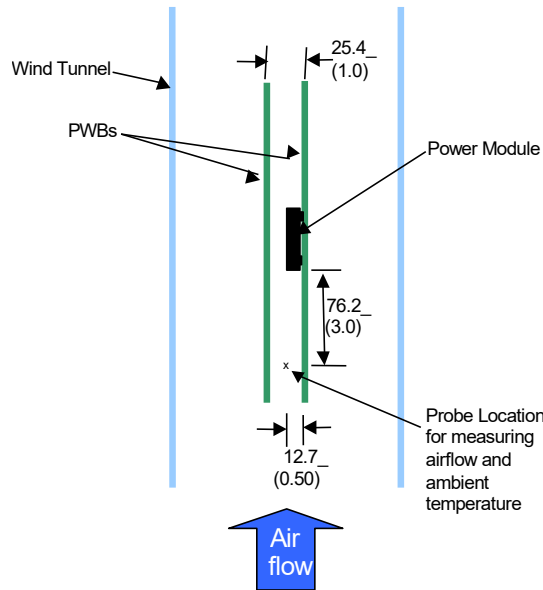 25.4_
(1.0)
Wind Tunnel
PWBs
Power Module
76.2_
(3.0)
x
Probe Location
for measuring
airflow and
ambient
temperature
12.7_
(0.50)
Air
flow